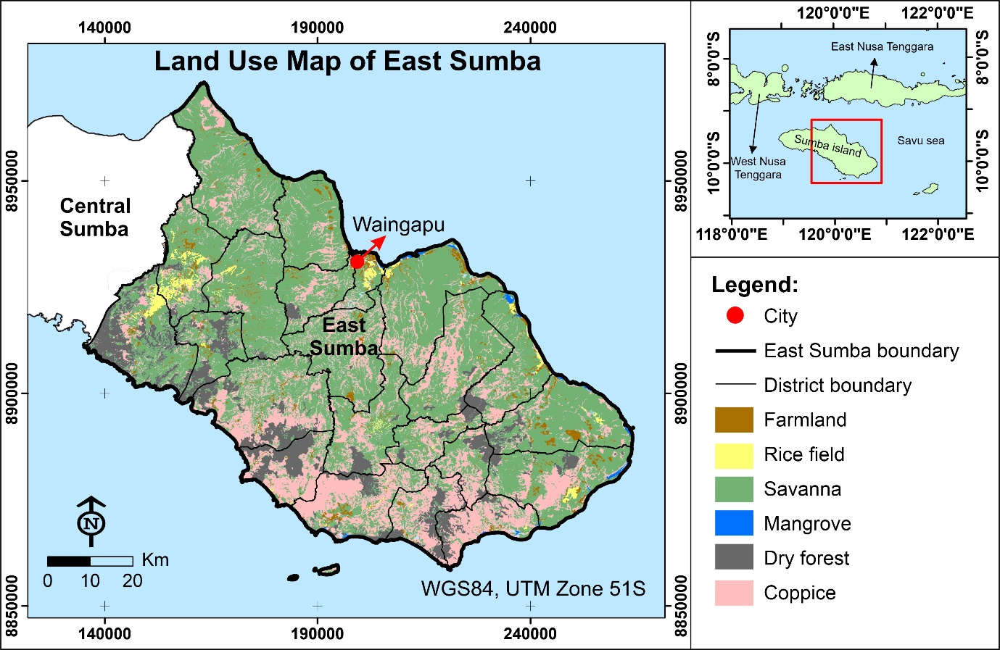 140000 190000 240000
Land Use Map of East Sumba
8950000
8900000
8850000
Central
Sumba
Waingapu
East
Sumba
N
Km
0 10 20
WGS84, UTM Zone 51S
8950000
8900000
8850000
140000 190000 240000
120°0'0"E 122°0'0"E
8°0'0"S
10°0'0"S
East Nusa Tenggara
Sumba island
Savu sea
West Nusa
Tenggara
8°0'0"S
10°0'0"S
118°0'0"E 120°0'0"E 122°0'0"E
Legend:
City
East Sumba boundary
District boundary
Farmland
Rice field
Savanna
Mangrove
Dry forest
Coppice